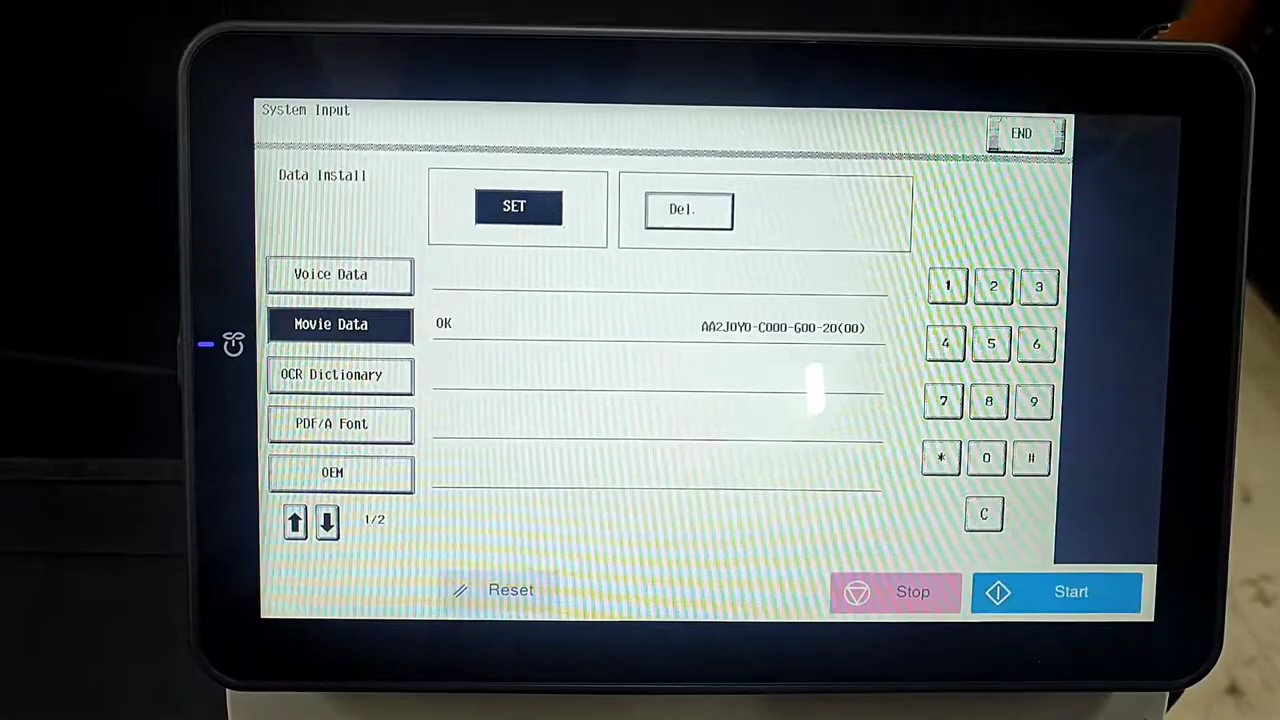 System Input
END
Data Install
SET
Del.
Voice Data
1
2
3
Movie Data
OK
AA2J0Y0-C000-G00-20(00)
4
5
6
OCR Dictionary
7
8
9
PDF/A Font
*
0
#
OEM
1/2
C
Reset
Stop
Start